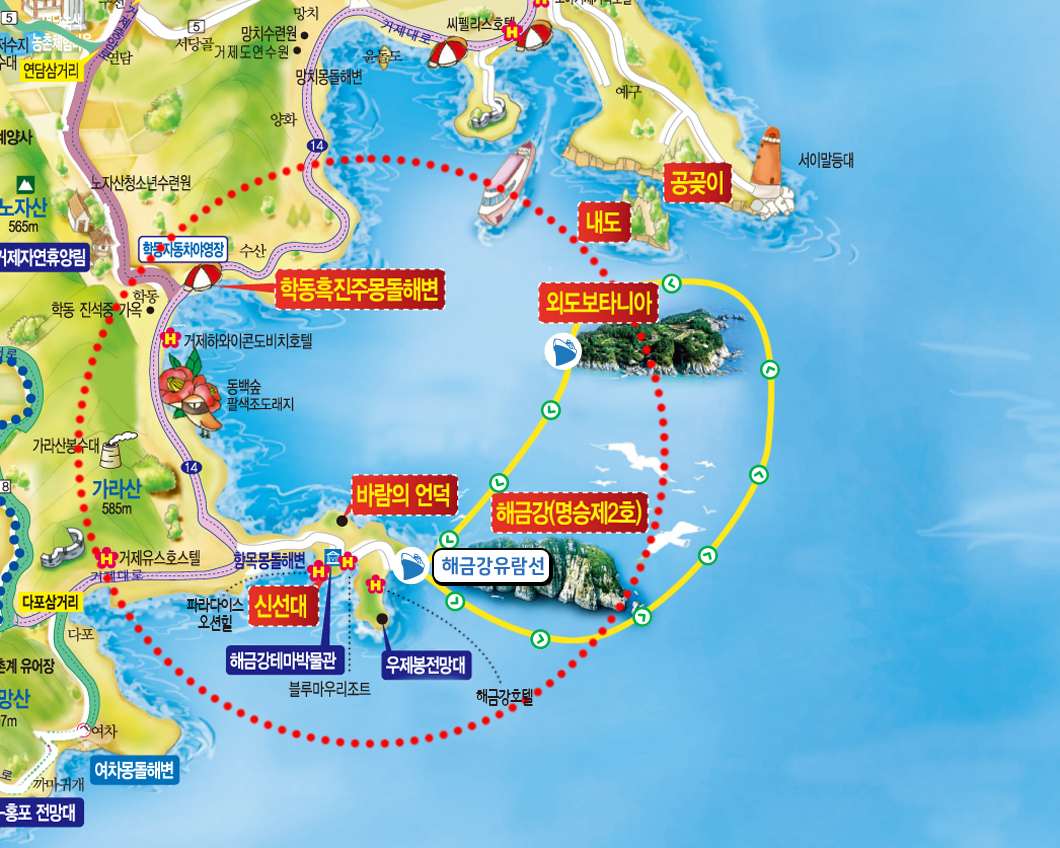 망치
씨펠리스호텔
5
5
망치수련원
거제대로
농촌체험마을
서당골
거제도연수원
윤돌도
연담
연담삼거리
망치몽돌해변
예구
양화
14
서이말등대
노자산청소년수련원
공곶이
노자산
565m
내도
거제자연휴양림
학동자동차야영장
수산
학동흑진주몽돌해변
외도보타니아
학동
학동 진석중 가옥
거제하와이콘도비치호텔
동백숲
팔색조도래지
가라산봉수대
14
8
가라산
585m
바람의 언덕
해금강(명승제2호)
거제유스호스텔
함목몽돌해변
해금강유람선
거제대로
다포삼거리
파라다이스
오션힐
신선대
다포
해금강테마박물관
우제봉전망대
블루마우리조트
해금강호텔
여차
여차몽돌해변
까마귀개
홍포 전망대